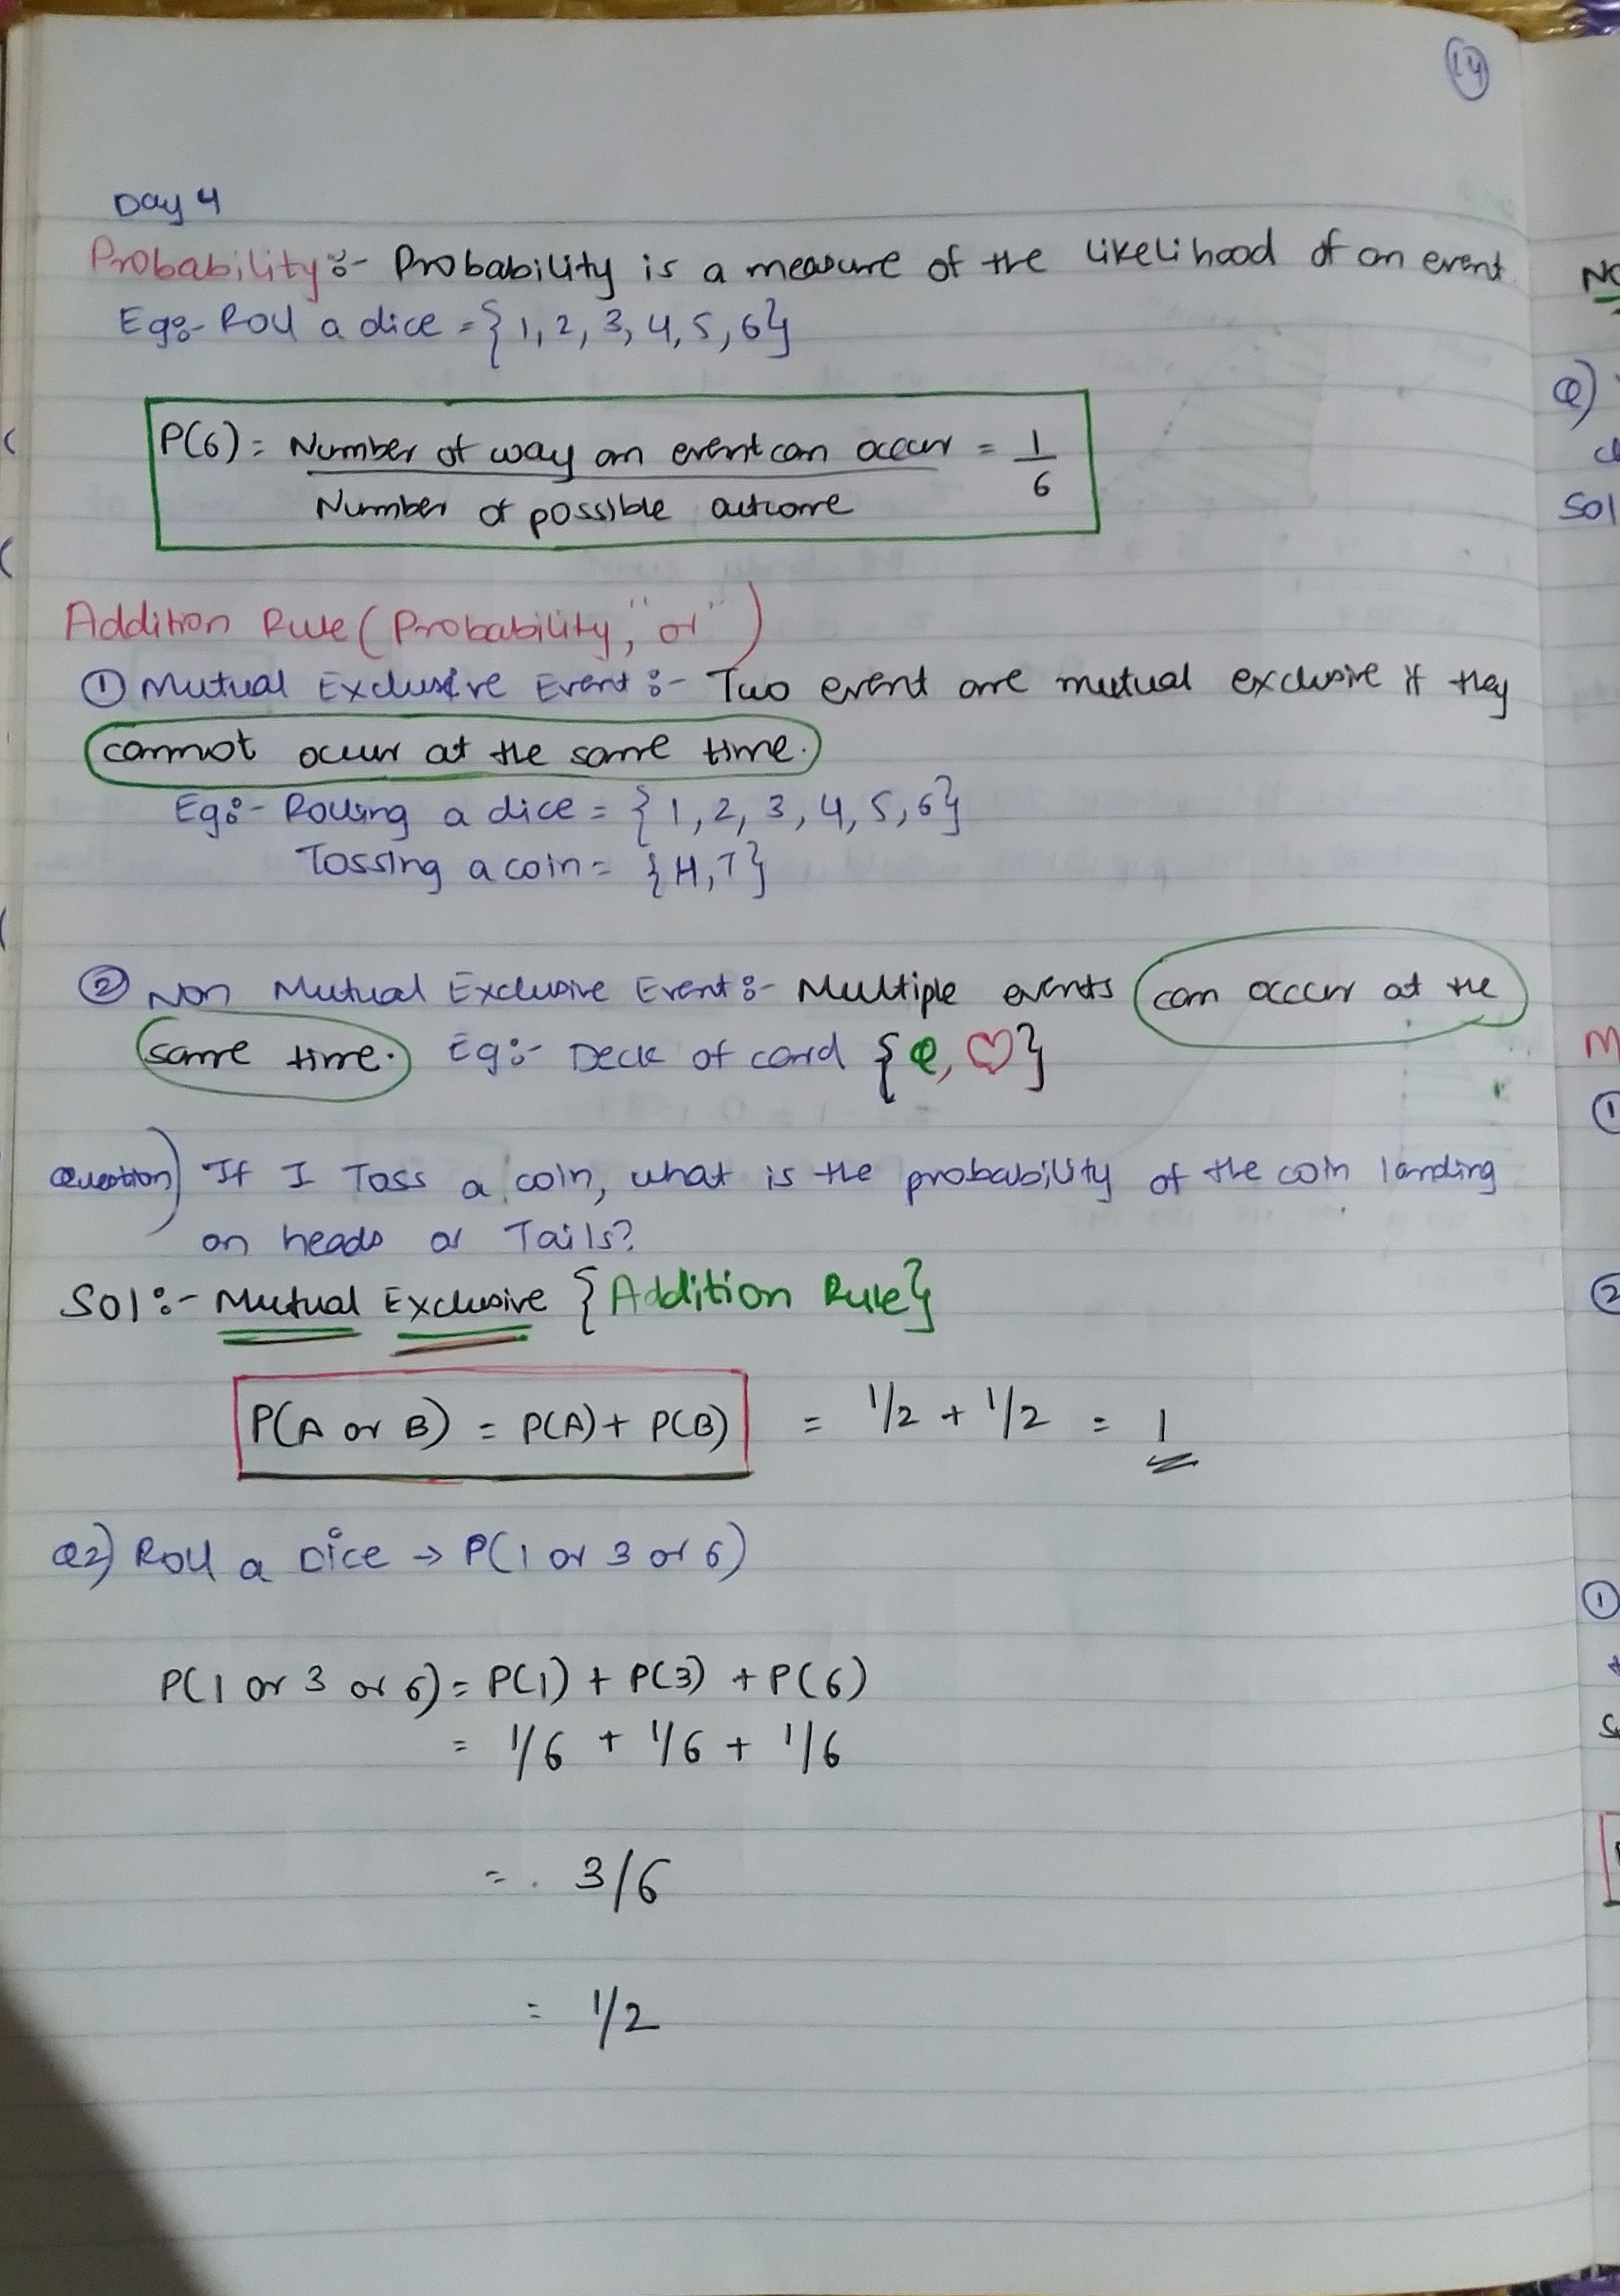 14
Day 4
Probability:- Probability is a measure of the likelihood of an event
Eg:- Roll a dice = {1, 2, 3, 4, 5, 6}
P(6) = Number of way an event can occur = 1
Number of possible outcome 6
Addition Rule (Probability, "or")
① Mutual Exclusive Event:- Two event are mutual exclusive if they
cannot occur at the same time.
Eg:- Rolling a dice = {1, 2, 3, 4, 5, 6}
Tossing a coin = {H, T}
② Non Mutual Exclusive Event:- Multiple events can occur at the
same time. Eg:- Deck of card {Q, ♡}
Question) If I Toss a coin, what is the probability of the coin landing
on heads or Tails?
Sol:- Mutual Exclusive {Addition Rule}
P(A or B) = P(A) + P(B) = 1/2 + 1/2 = 1
Q2) Roll a Dice → P(1 or 3 or 6)
P(1 or 3 or 6) = P(1) + P(3) + P(6)
= 1/6 + 1/6 + 1/6
= 3/6
= 1/2
Q)
Sol
M
①
②
①